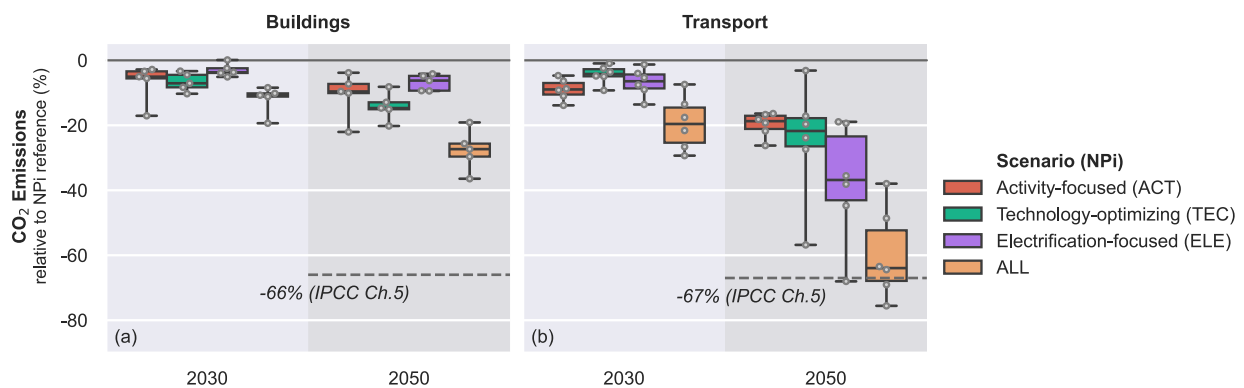 Buildings
Transport
CO2 Emissions
relative to NPi reference (%)
0
-20
-40
-60
-80
-66% (IPCC Ch.5)
-67% (IPCC Ch.5)
(a)
(b)
2030
2050
2030
2050
Scenario (NPi)
Activity-focused (ACT)
Technology-optimizing (TEC)
Electrification-focused (ELE)
ALL